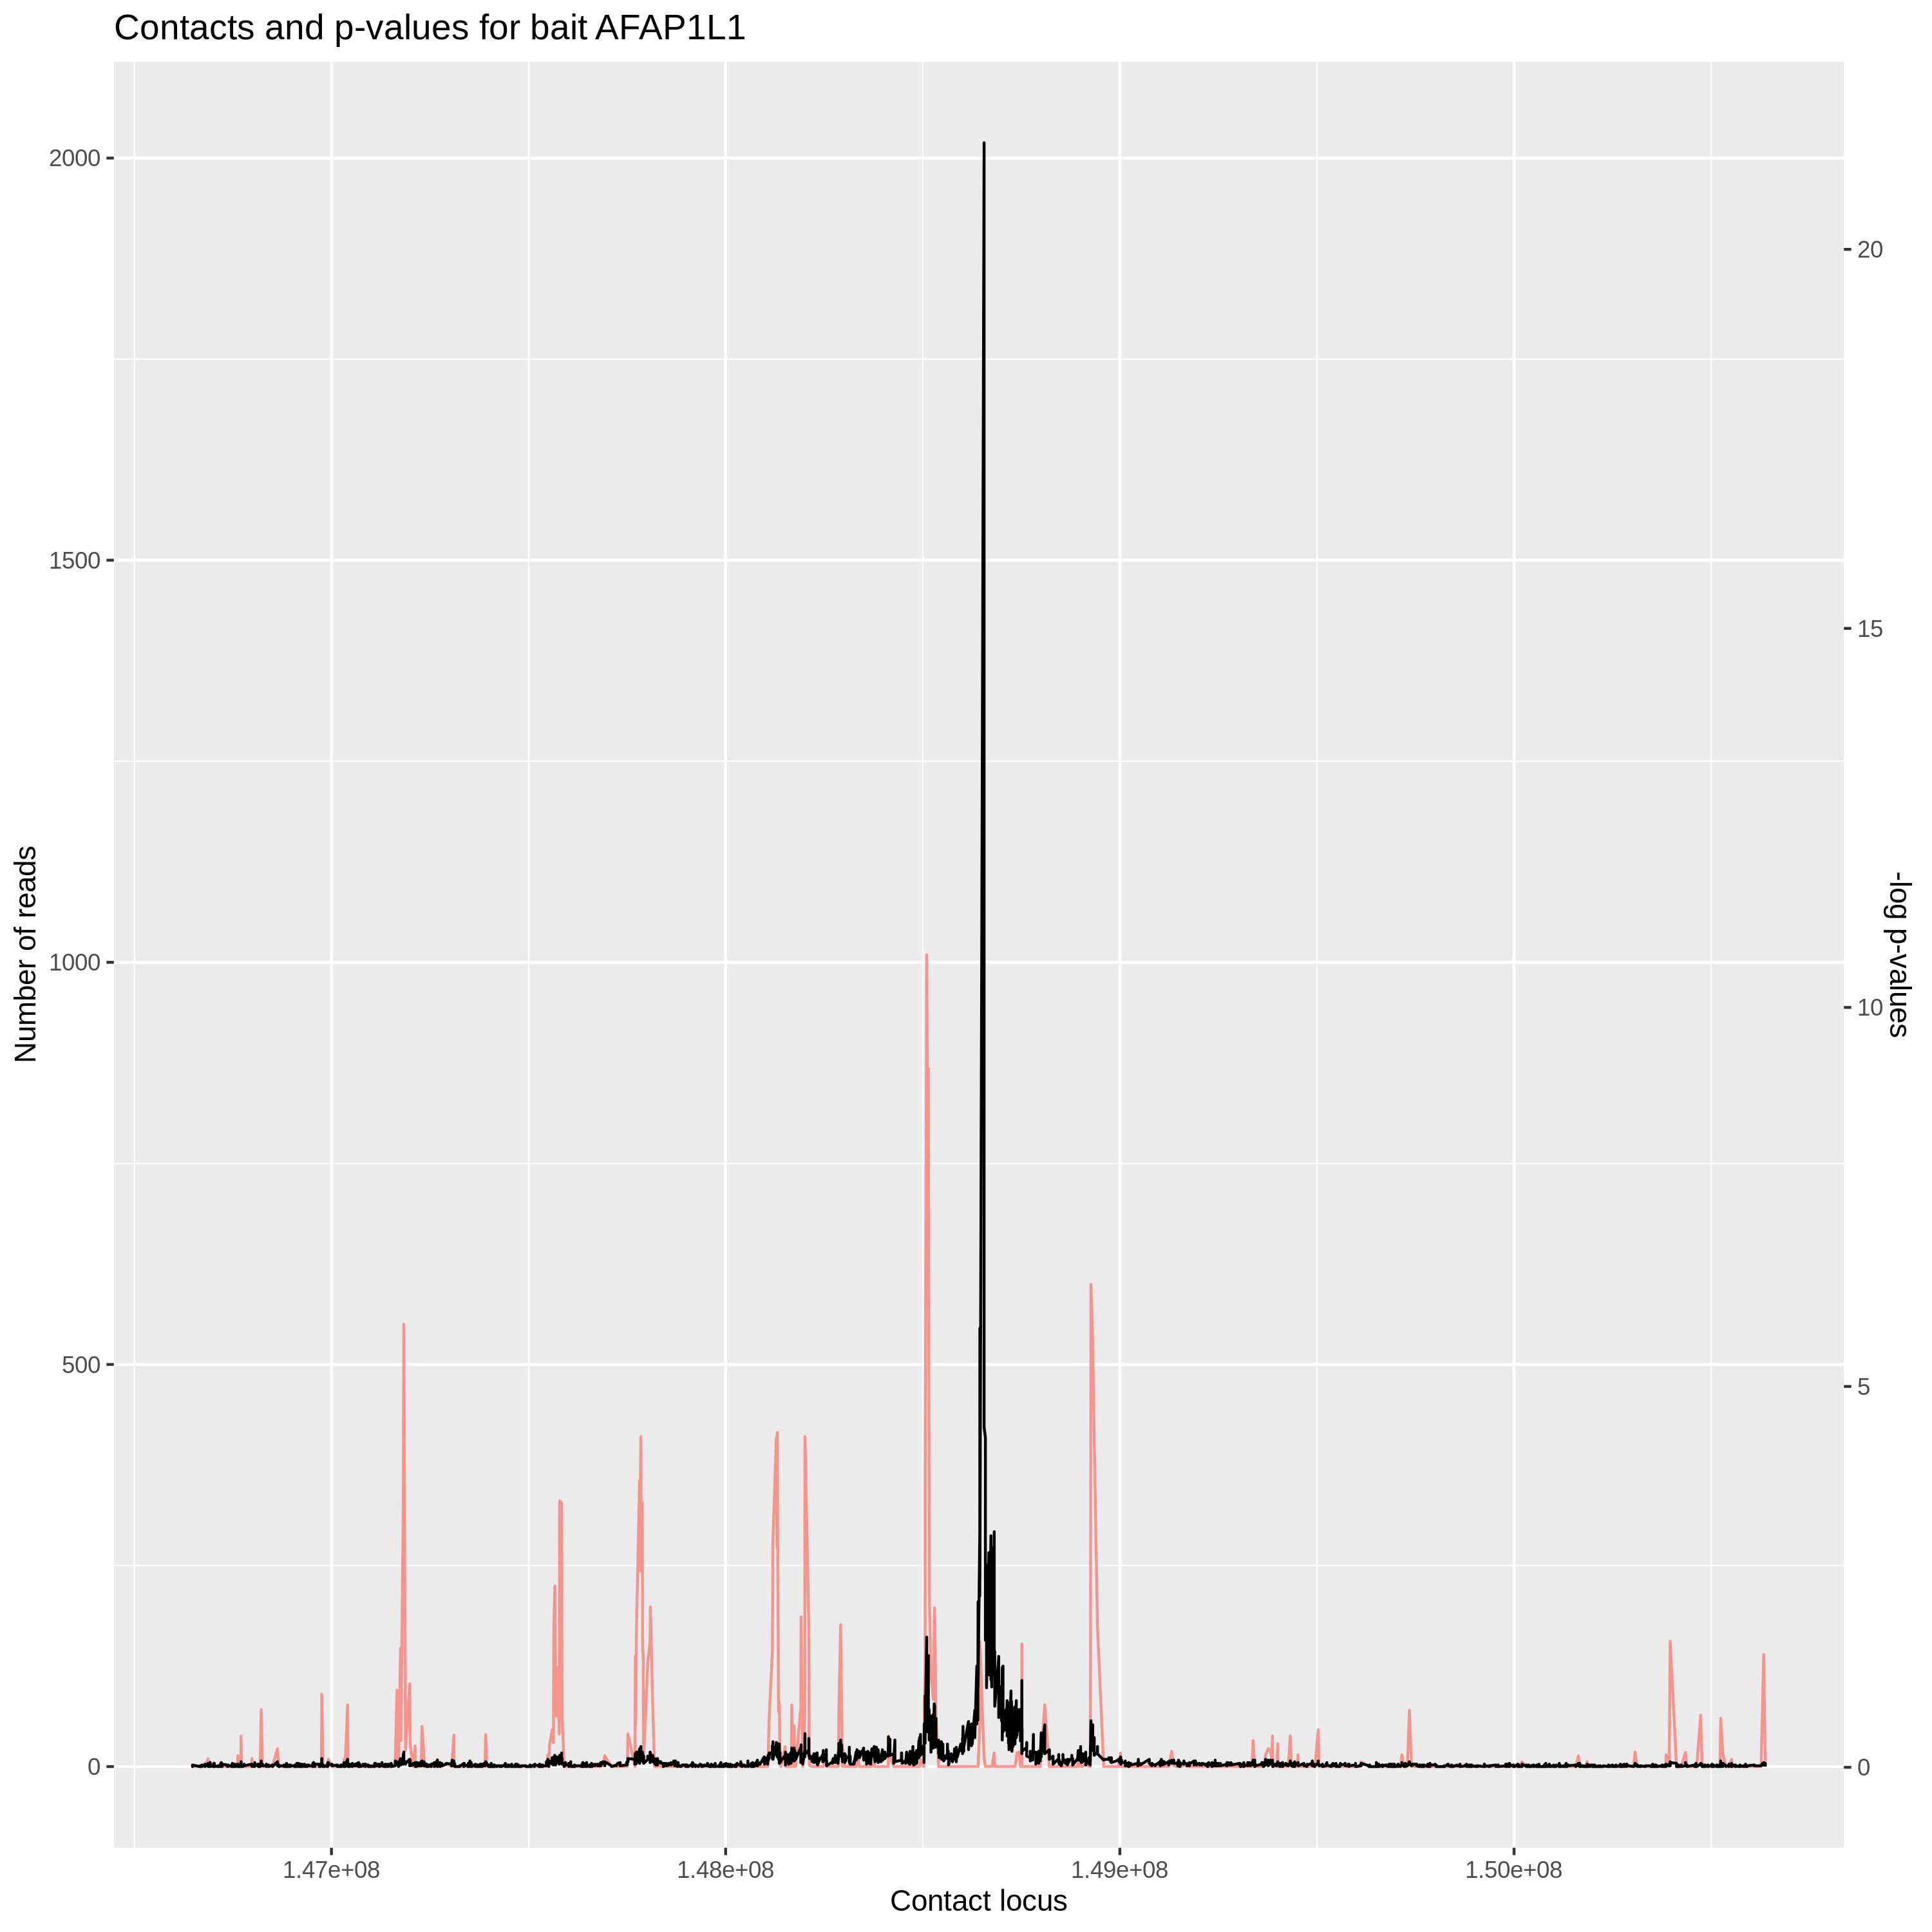 Contacts and p-values for bait AFAP1L1
2000
1500
1000
500
0
Number of reads
20
15
10
5
0
-log p-values
1.47e+08
1.48e+08
1.49e+08
1.50e+08
Contact locus